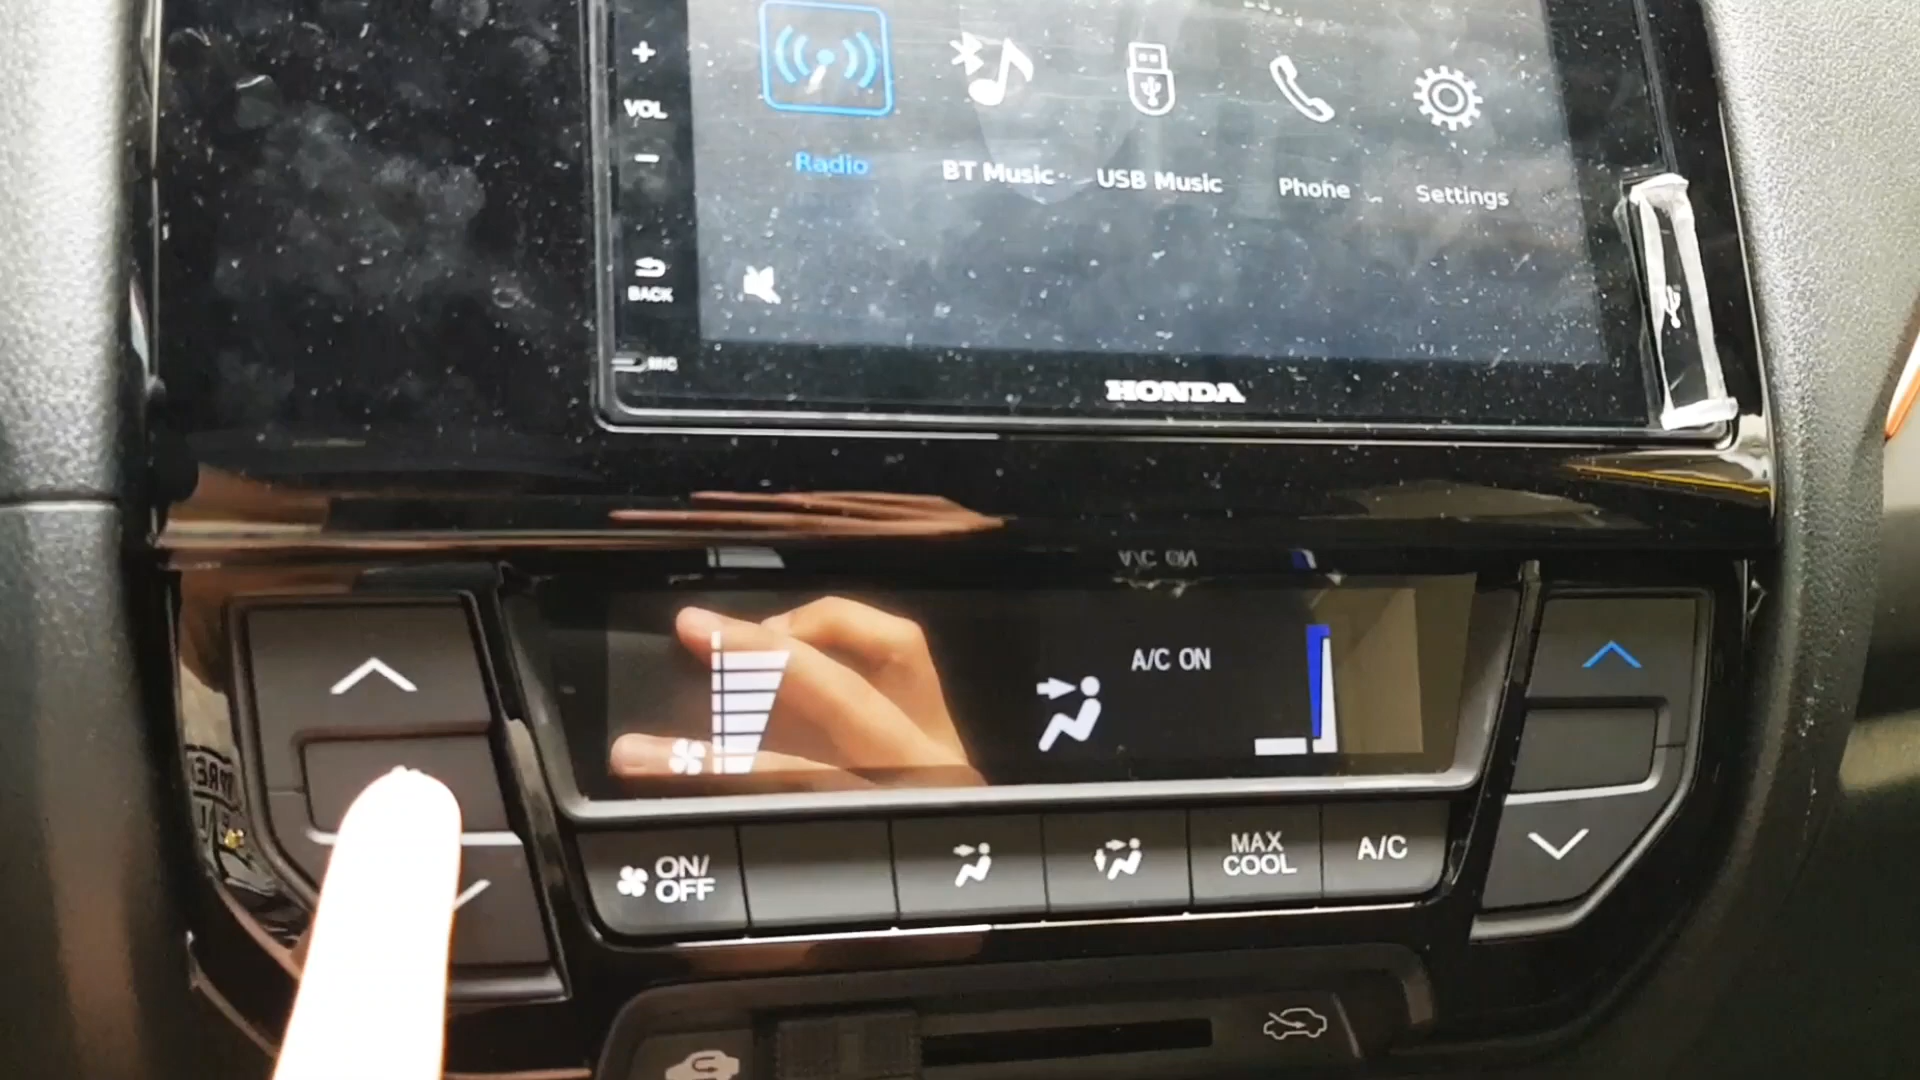 +
VOL
−
BACK
MIC
Radio
BT Music
USB Music
Phone
Settings
HONDA
A/C ON
ON/
OFF
MAX
COOL
A/C